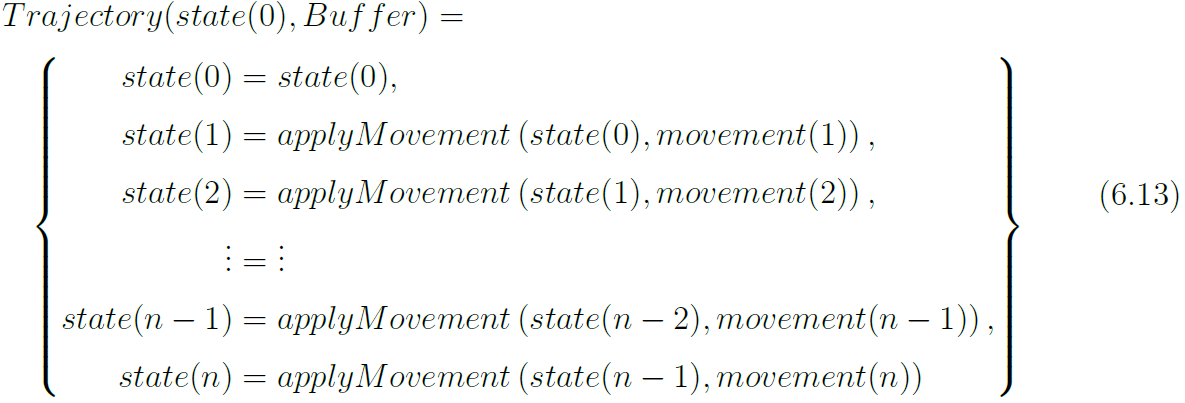 Trajectory(state(0), Buffer) =
state(0) = state(0),
state(1) = applyMovement (state(0), movement(1)) ,
state(2) = applyMovement (state(1), movement(2)) ,
⋮ = ⋮
state(n − 1) = applyMovement (state(n − 2), movement(n − 1)) ,
state(n) = applyMovement (state(n − 1), movement(n))
(6.13)